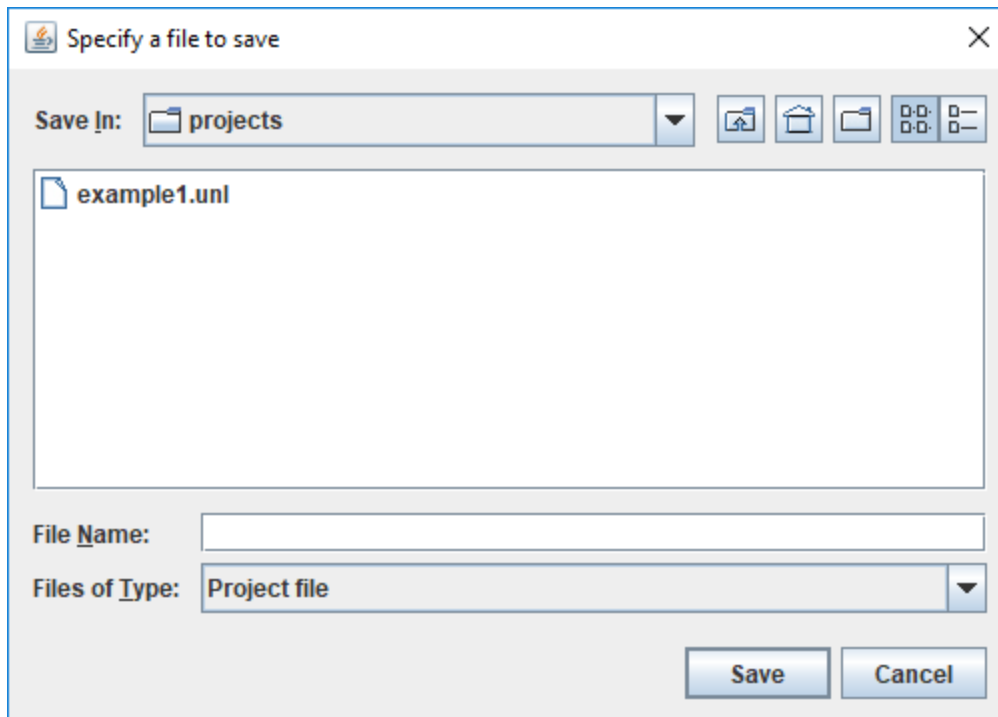 Specify a file to save
Save In: projects
example1.unl
File Name:
Files of Type: Project file
Save Cancel